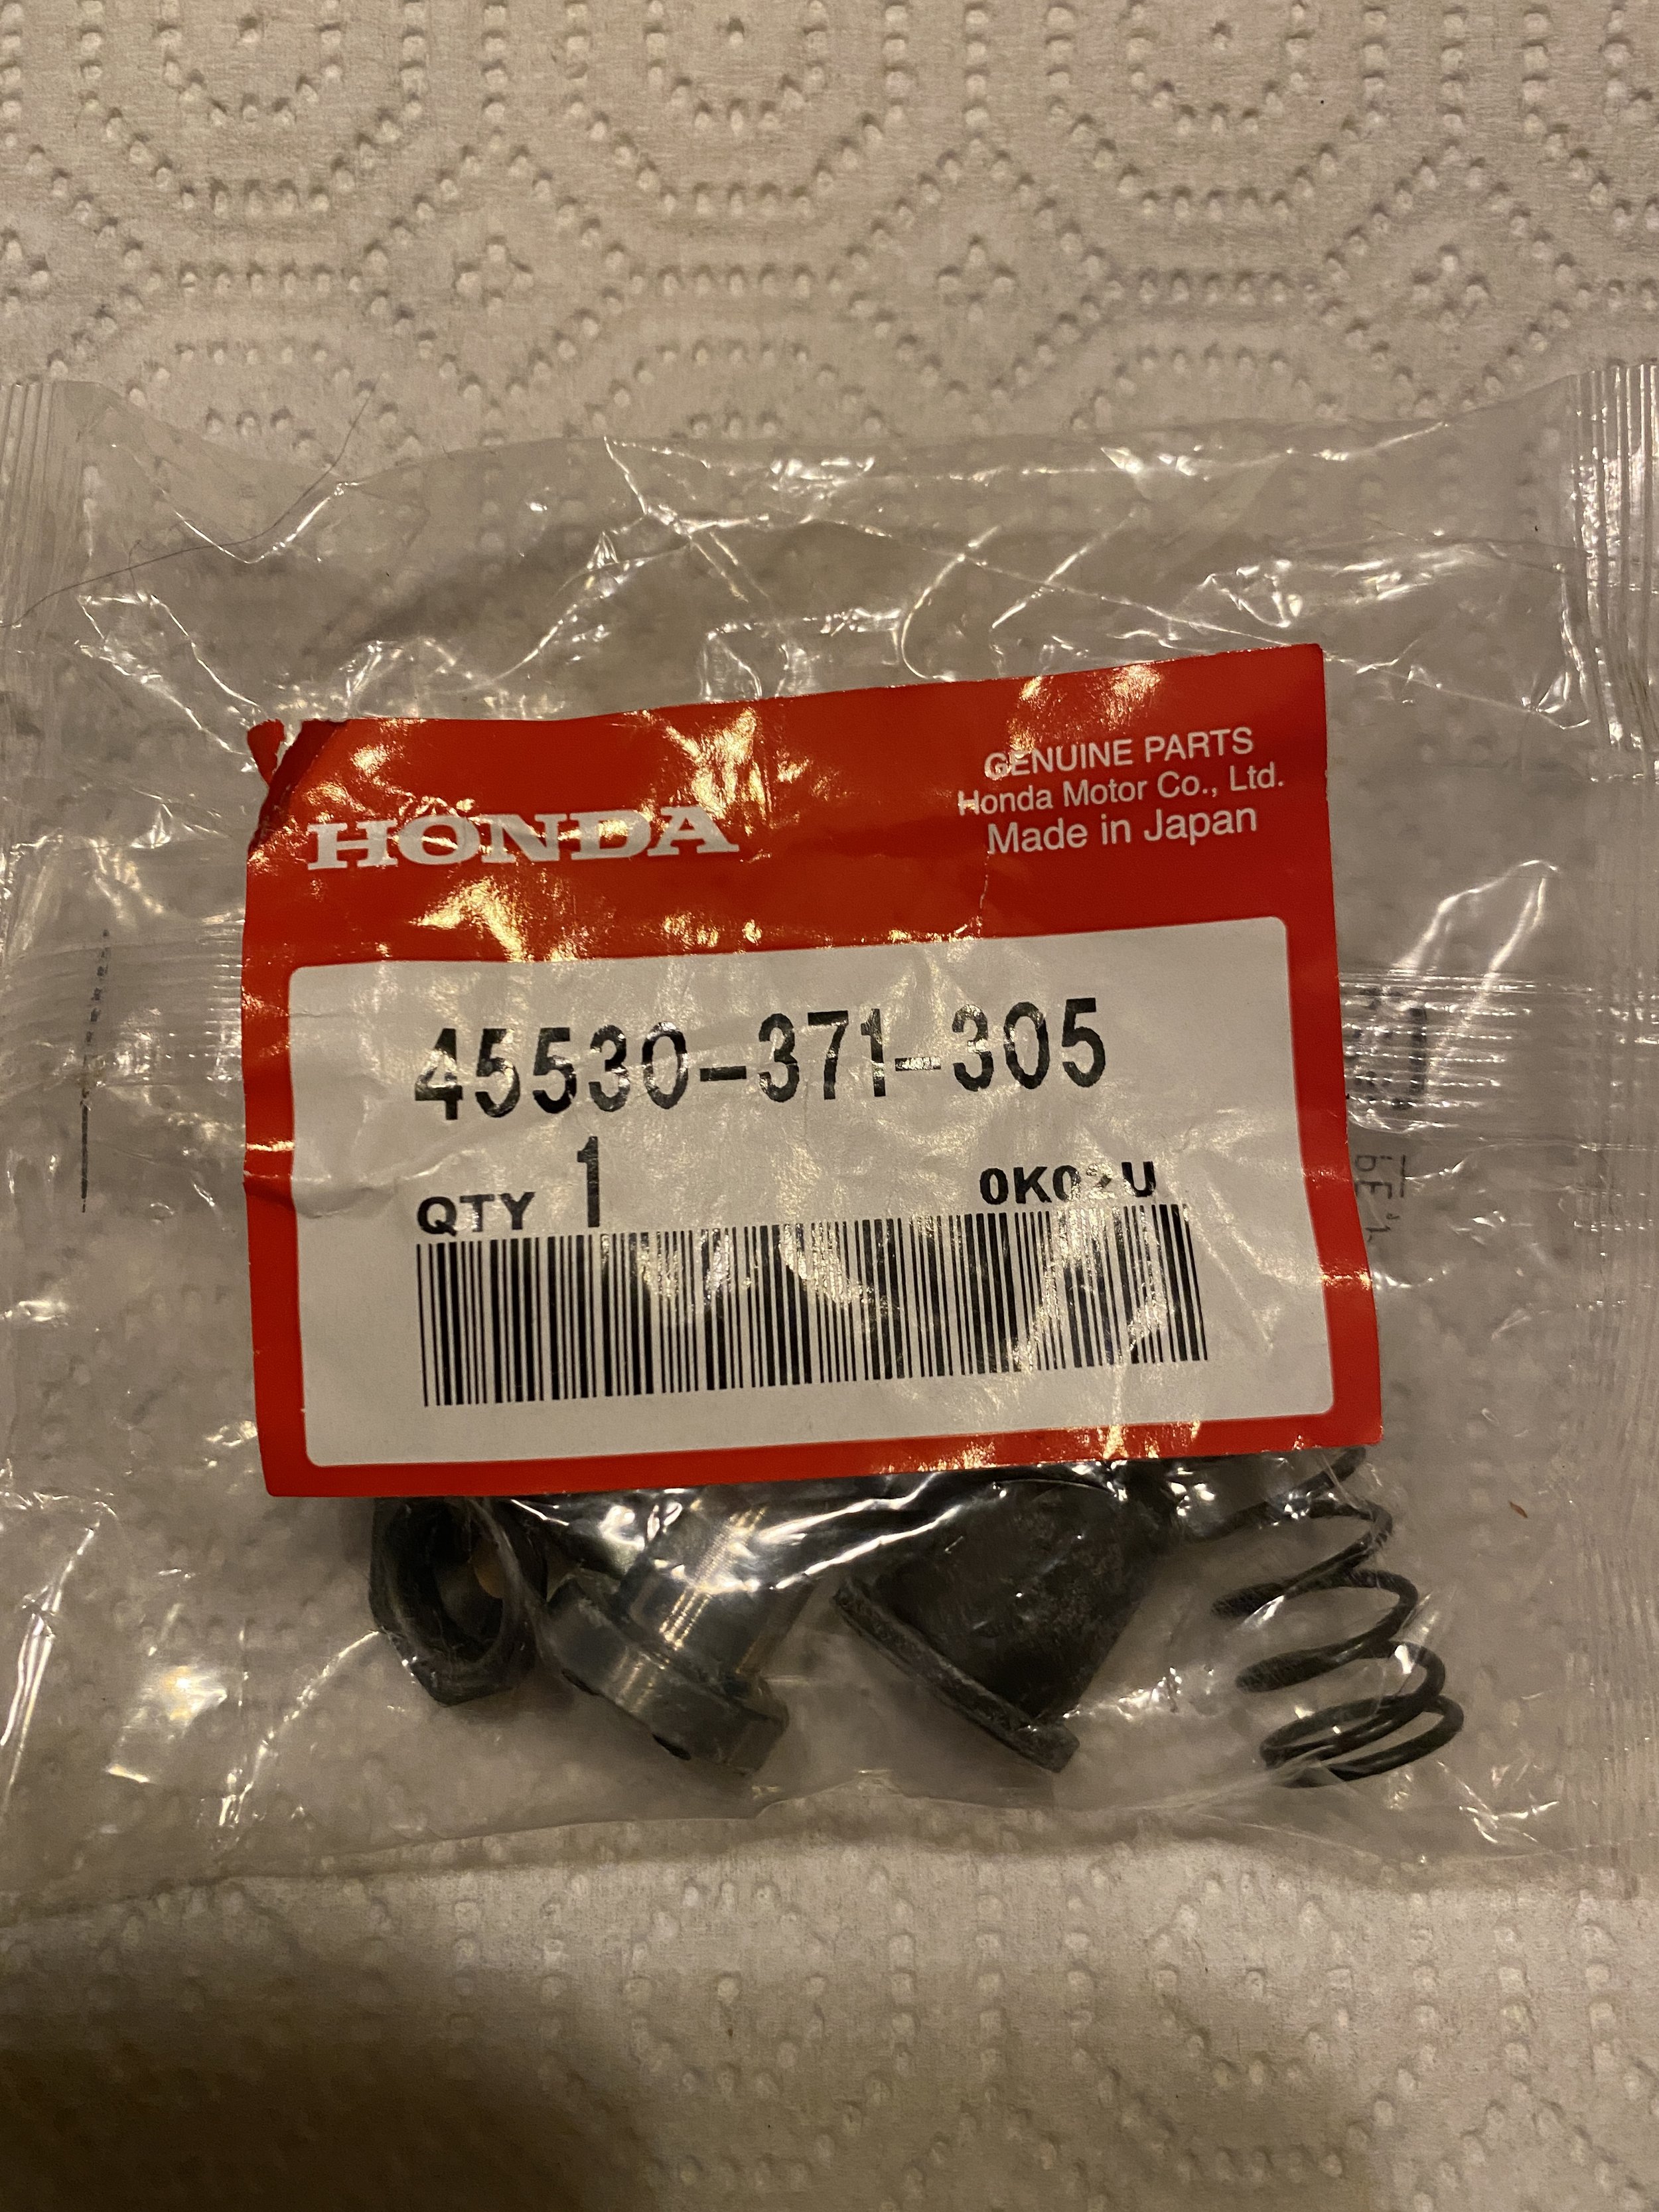 HONDA
GENUINE PARTS
Honda Motor Co., Ltd.
Made in Japan
45530-371-305
QTY 1